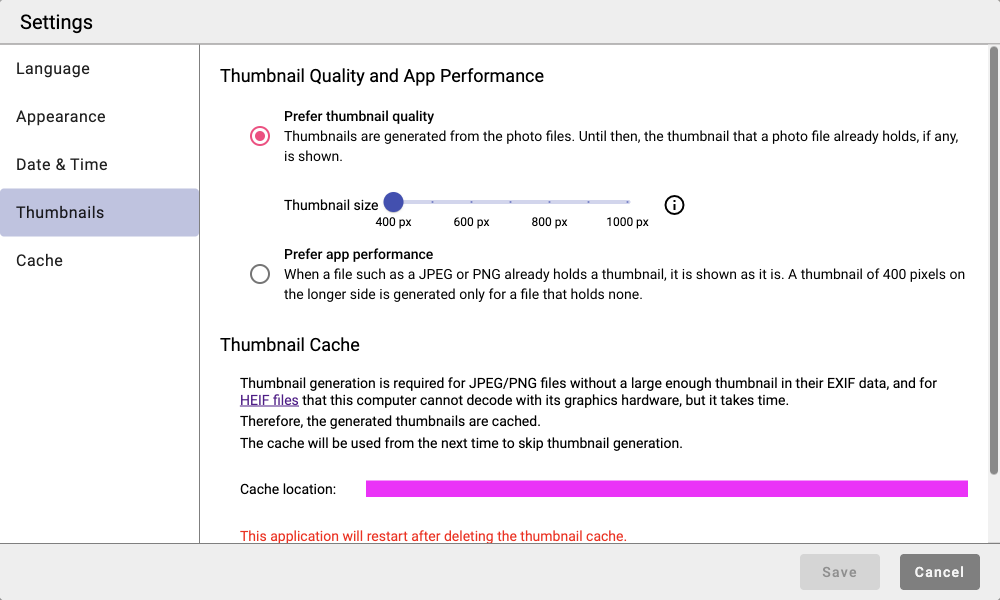 Settings
Language
Appearance
Date & Time
Thumbnails
Cache
Thumbnail Quality and App Performance
Prefer thumbnail quality
Thumbnails are generated from the photo files. Until then, the thumbnail that a photo file already holds, if any,
is shown.
Thumbnail size
400 px 600 px 800 px 1000 px
Prefer app performance
When a file such as a JPEG or PNG already holds a thumbnail, it is shown as it is. A thumbnail of 400 pixels on
the longer side is generated only for a file that holds none.
Thumbnail Cache
Thumbnail generation is required for JPEG/PNG files without a large enough thumbnail in their EXIF data, and for
HEIF files that this computer cannot decode with its graphics hardware, but it takes time.
Therefore, the generated thumbnails are cached.
The cache will be used from the next time to skip thumbnail generation.
Cache location:
This application will restart after deleting the thumbnail cache.
Save
Cancel